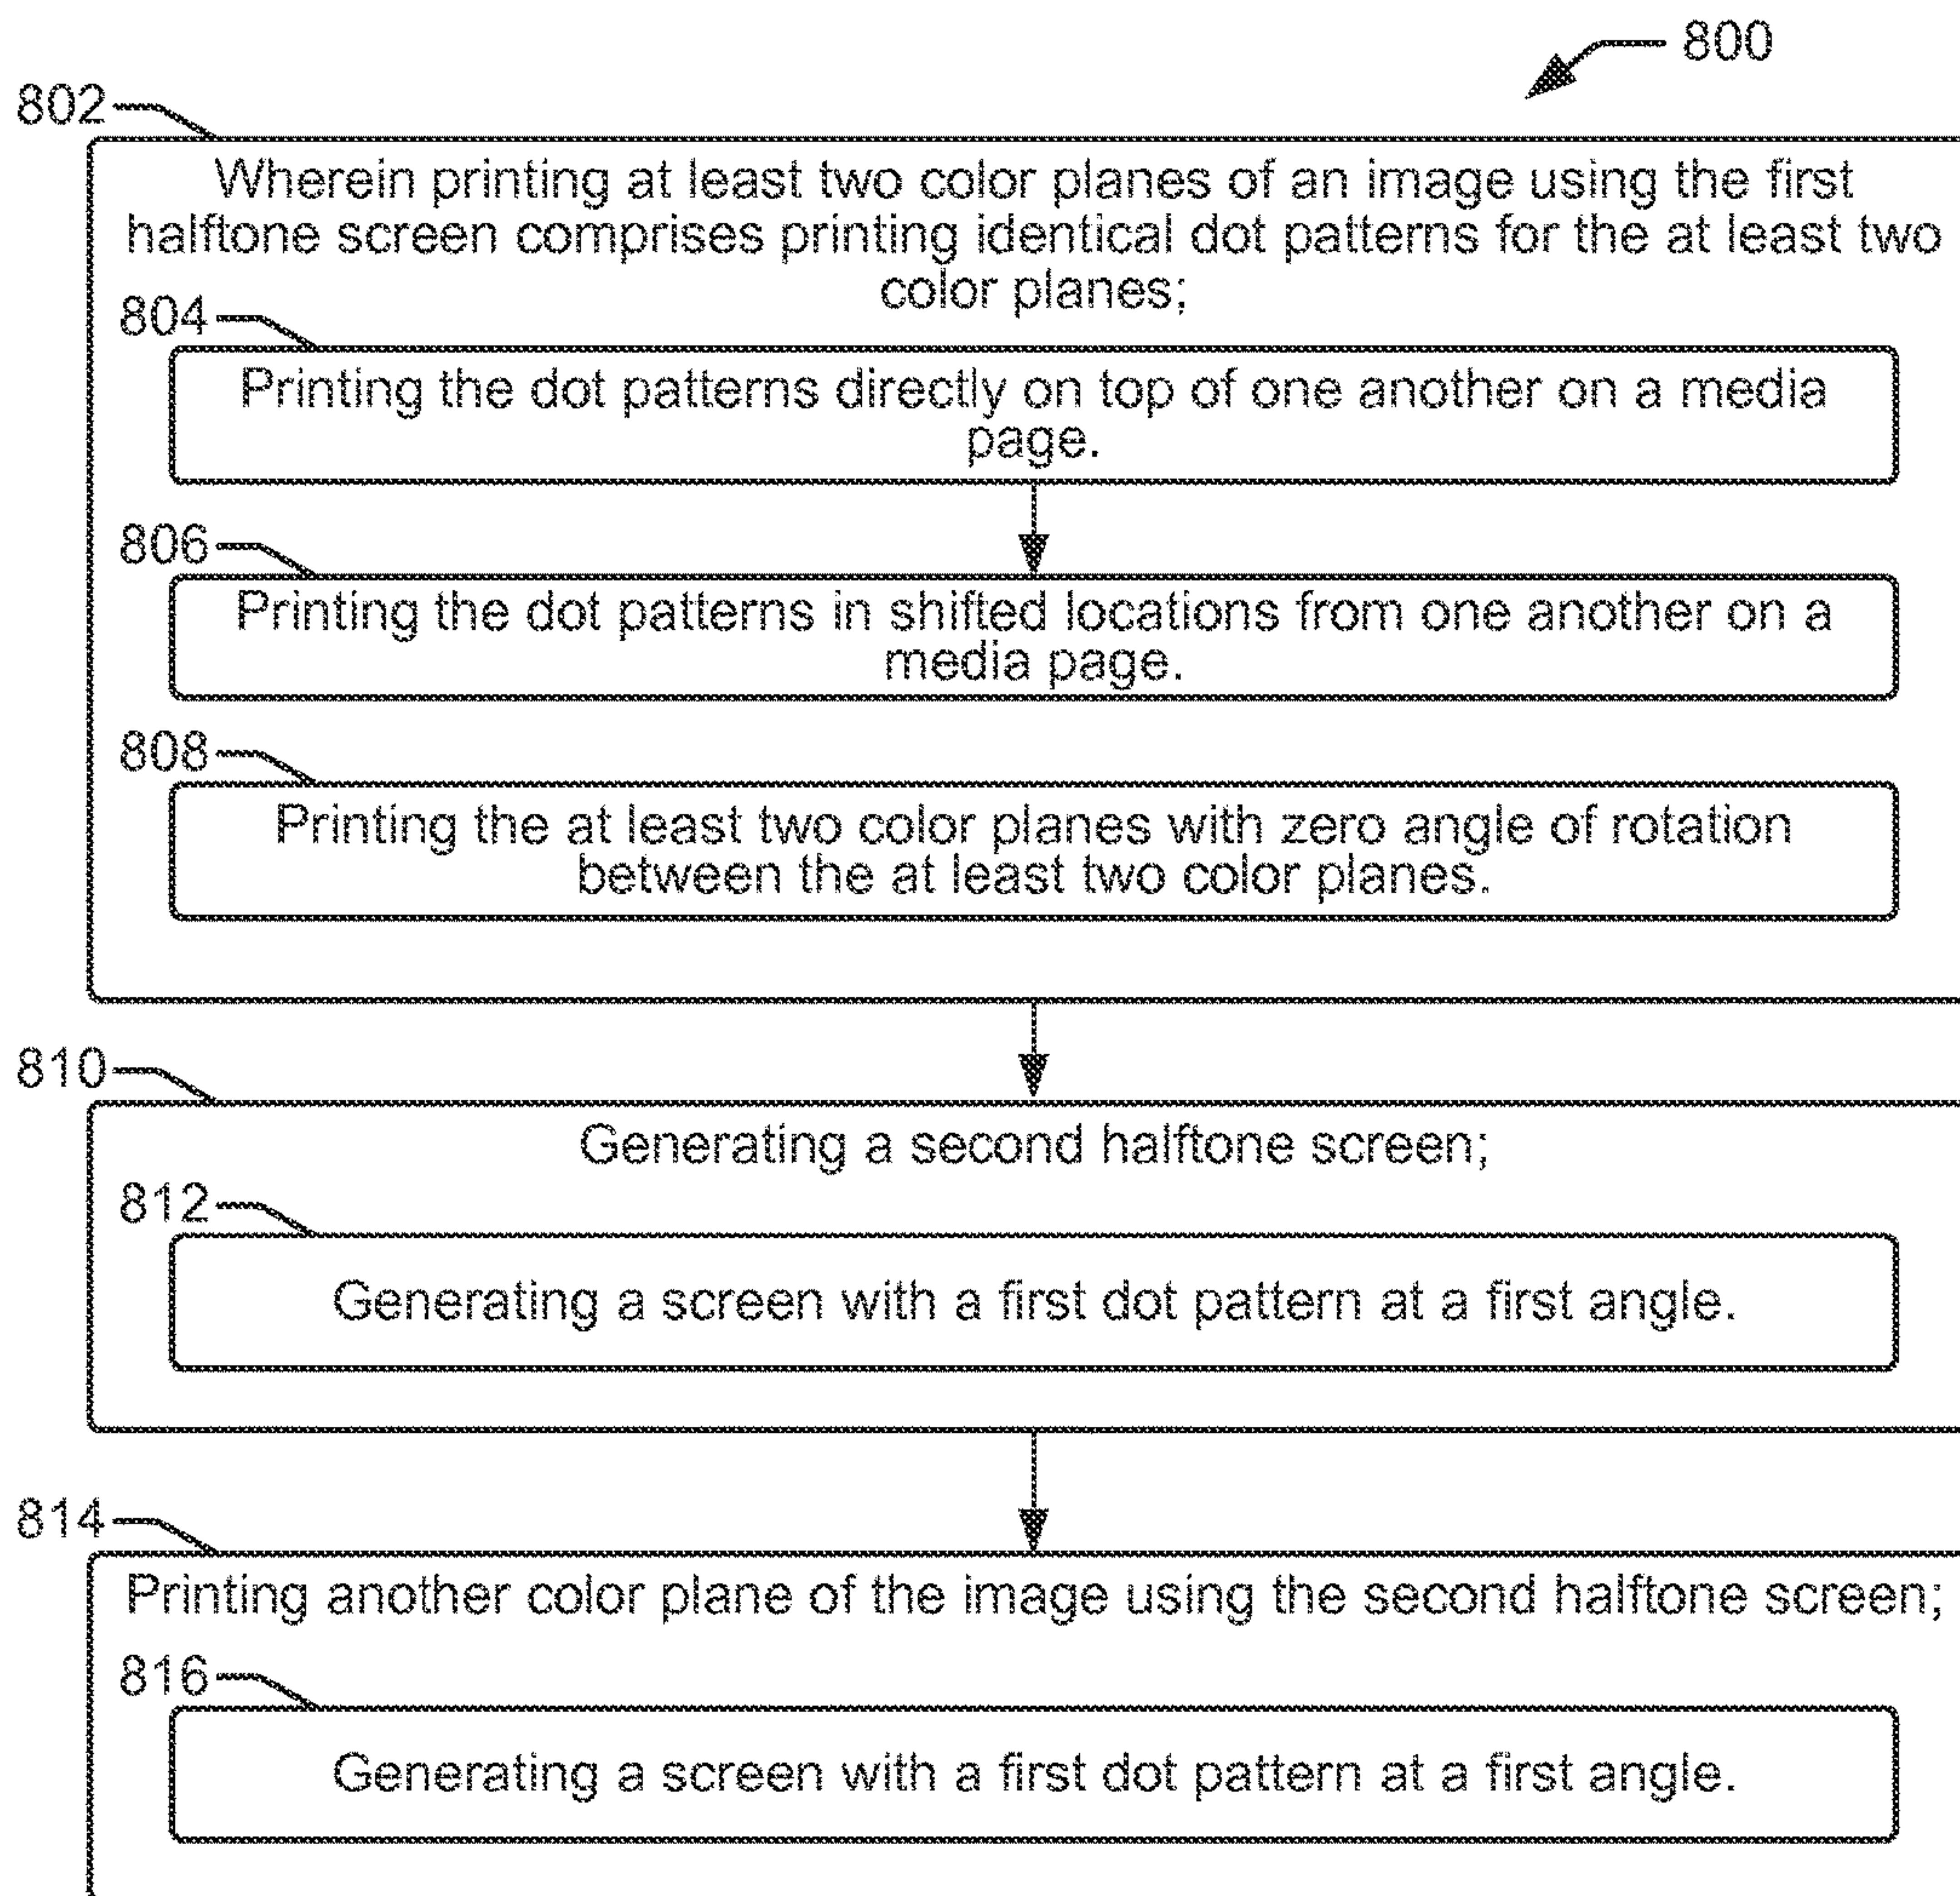 800
802
Wherein printing at least two color planes of an image using the first
halftone screen comprises printing identical dot patterns for the at least two
color planes;
804
Printing the dot patterns directly on top of one another on a media
page.
806
Printing the dot patterns in shifted locations from one another on a
media page.
808
Printing the at least two color planes with zero angle of rotation
between the at least two color planes.
810
Generating a second halftone screen;
812
Generating a screen with a first dot pattern at a first angle.
814
Printing another color plane of the image using the second halftone screen;
816
Generating a screen with a first dot pattern at a first angle.